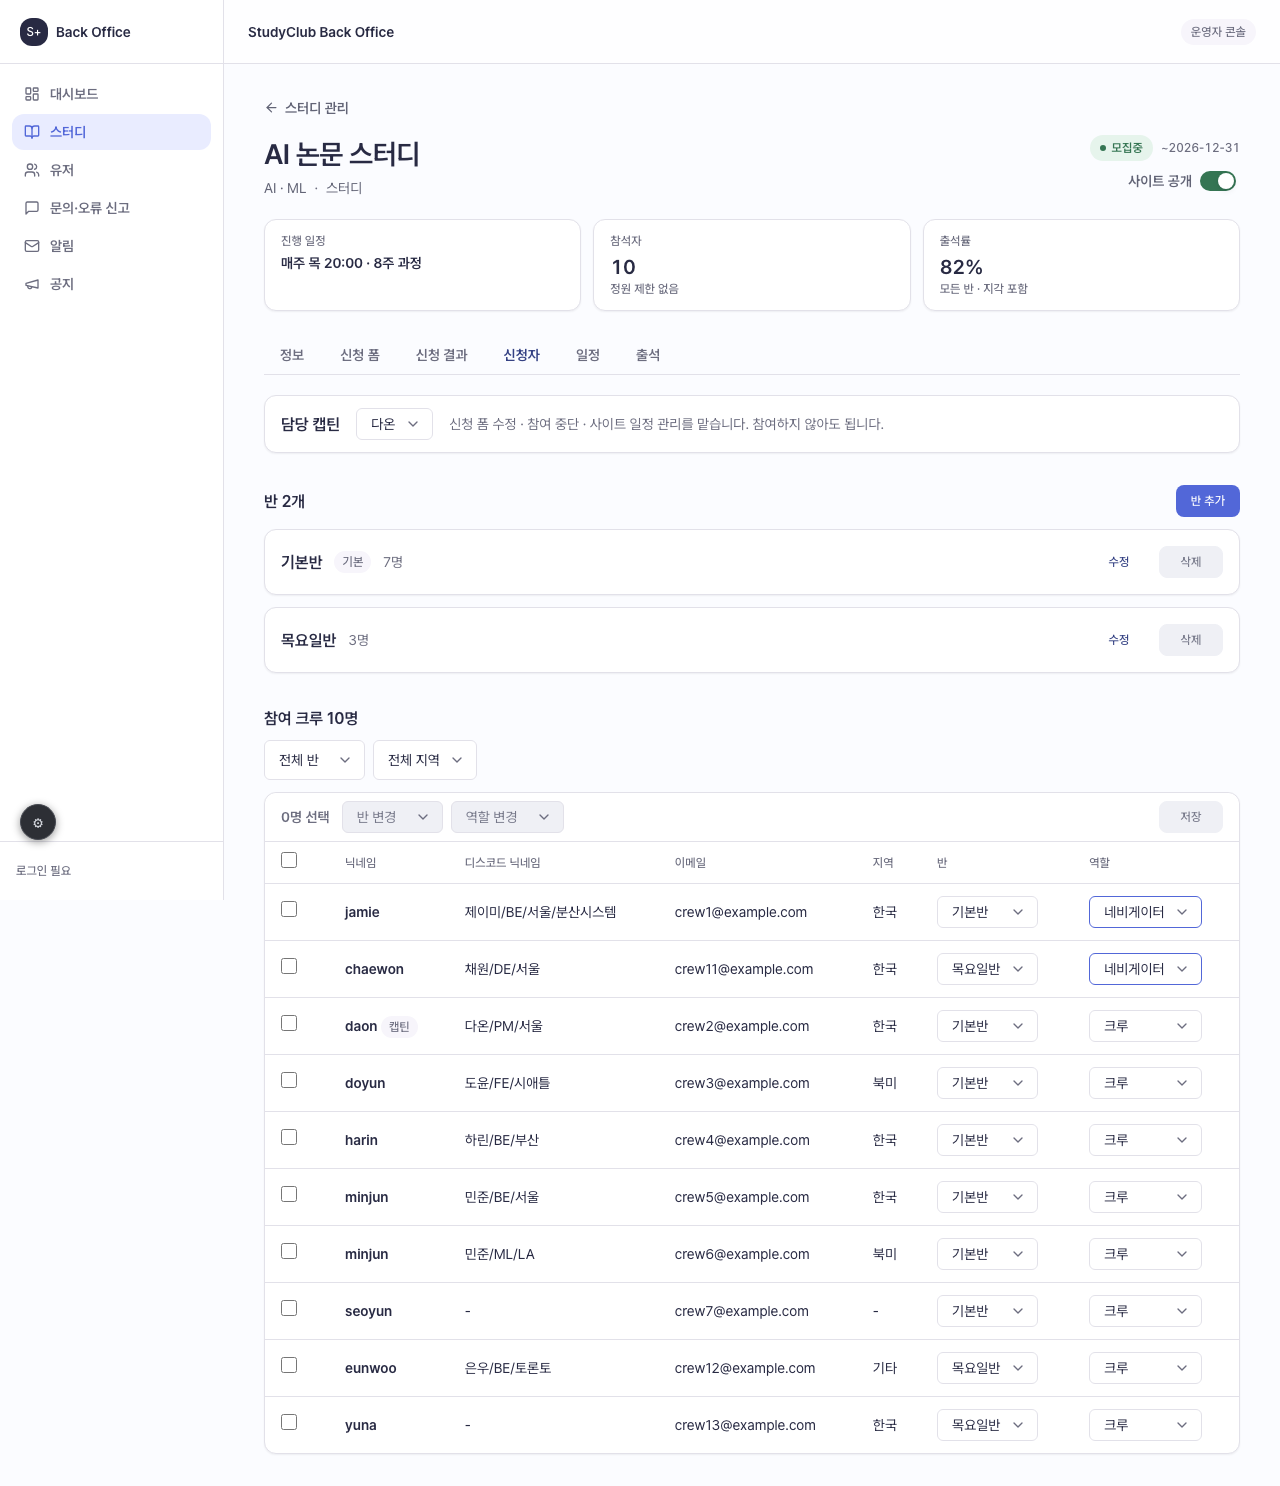 S+ Back Office
StudyClub Back Office
운영자 콘솔
대시보드
스터디
유저
문의·오류 신고
알림
공지
로그인 필요
← 스터디 관리
AI 논문 스터디
AI · ML · 스터디
모집중 ~2026-12-31
사이트 공개
진행 일정
매주 목 20:00 · 8주 과정
참석자
10
정원 제한 없음
출석률
82%
모든 반 · 지각 포함
정보 신청 폼 신청 결과 신청자 일정 출석
담당 캡틴 다온 신청 폼 수정 · 참여 중단 · 사이트 일정 관리를 맡습니다. 참여하지 않아도 됩니다.
반 2개 반 추가
기본반 기본 7명 수정 삭제
목요일반 3명 수정 삭제
참여 크루 10명
전체 반 전체 지역
0명 선택 반 변경 역할 변경 저장
닉네임 디스코드 닉네임 이메일 지역 반 역할
jamie 제이미/BE/서울/분산시스템 crew1@example.com 한국 기본반 네비게이터
chaewon 채원/DE/서울 crew11@example.com 한국 목요일반 네비게이터
daon 캡틴 다온/PM/서울 crew2@example.com 한국 기본반 크루
doyun 도윤/FE/시애틀 crew3@example.com 북미 기본반 크루
harin 하린/BE/부산 crew4@example.com 한국 기본반 크루
minjun 민준/BE/서울 crew5@example.com 한국 기본반 크루
minjun 민준/ML/LA crew6@example.com 북미 기본반 크루
seoyun - crew7@example.com - 기본반 크루
eunwoo 은우/BE/토론토 crew12@example.com 기타 목요일반 크루
yuna - crew13@example.com 한국 목요일반 크루